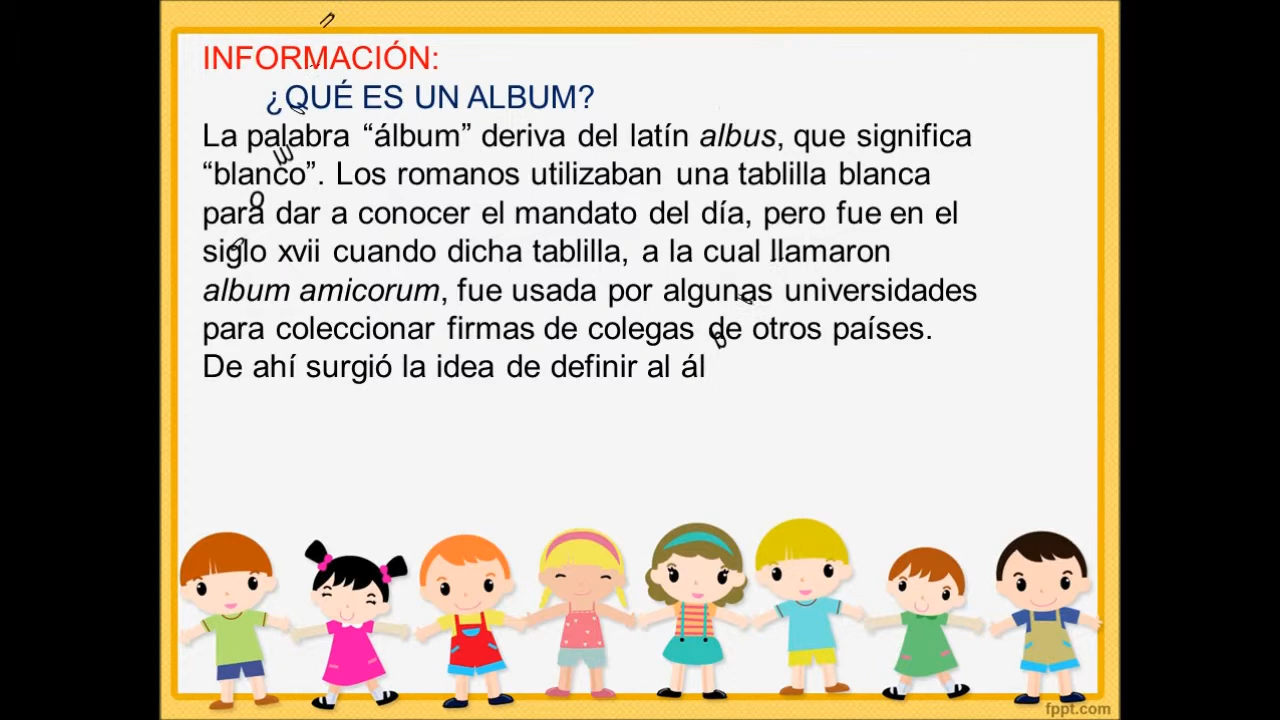 INFORMACIÓN:
¿QUÉ ES UN ALBUM?
La palabra “álbum” deriva del latín albus, que significa
“blanco”. Los romanos utilizaban una tablilla blanca
para dar a conocer el mandato del día, pero fue en el
siglo xvii cuando dicha tablilla, a la cual llamaron
album amicorum, fue usada por algunas universidades
para coleccionar firmas de colegas de otros países.
De ahí surgió la idea de definir al ál
fppt.com